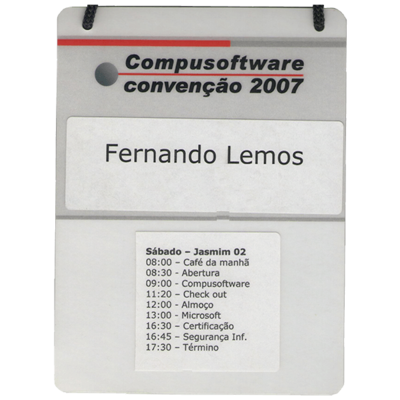 Compusoftware
convenção 2007
Fernando Lemos
Sábado – Jasmim 02
08:00 – Café da manhã
08:30 - Abertura
09:00 - Compusoftware
11:20 – Check out
12:00 – Almoço
13:00 – Microsoft
16:30 – Certificação
16:45 – Segurança Inf.
17:30 – Término